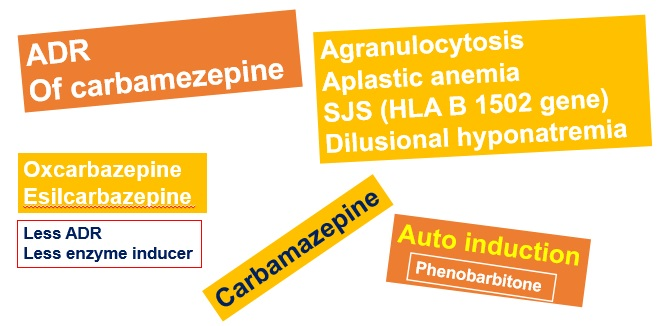 ADR
Of carbamezepine
Agranulocytosis
Aplastic anemia
SJS (HLA B 1502 gene)
Dilusional hyponatremia
Oxcarbazepine
Esilcarbazepine
Less ADR
Less enzyme inducer
Carbamazepine
Auto induction
Phenobarbitone